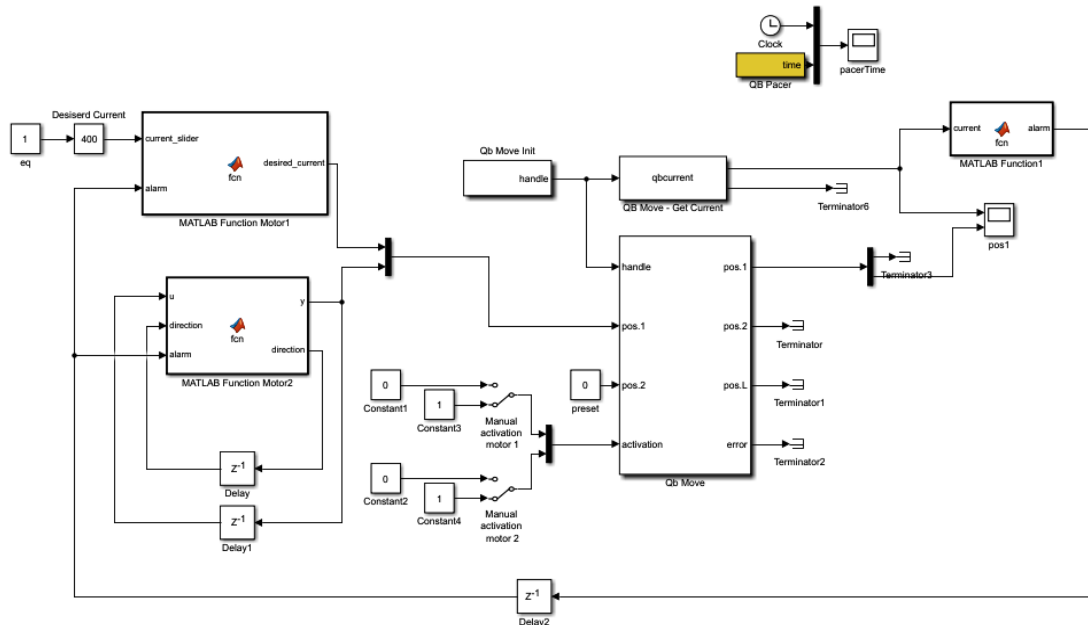 Clock
time
QB Pacer
pacerTime
Desiserd Current
1
eq
400
current_slider
fcn
desired_current
alarm
MATLAB Function Motor1
Qb Move Init
handle
qbcurrent
QB Move - Get Current
Terminator6
current
fcn
alarm
MATLAB Function1
pos1
u
direction
alarm
fcn
y
direction
MATLAB Function Motor2
handle
pos.1
pos.2
activation
pos.1
pos.2
pos.L
error
Qb Move
Terminator3
Terminator
Terminator1
Terminator2
0
preset
0
Constant1
1
Constant3
Manual
activation
motor 1
0
Constant2
1
Constant4
Manual
activation
motor 2
Z-1
Delay
Z-1
Delay1
Z-1
Delay2